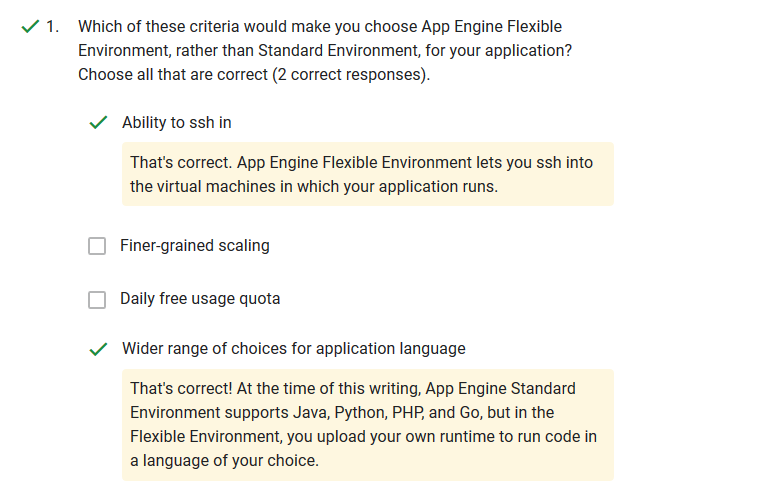 1. Which of these criteria would make you choose App Engine Flexible
Environment, rather than Standard Environment, for your application?
Choose all that are correct (2 correct responses).
Ability to ssh in
That's correct. App Engine Flexible Environment lets you ssh into
the virtual machines in which your application runs.
Finer-grained scaling
Daily free usage quota
Wider range of choices for application language
That's correct! At the time of this writing, App Engine Standard
Environment supports Java, Python, PHP, and Go, but in the
Flexible Environment, you upload your own runtime to run code in
a language of your choice.